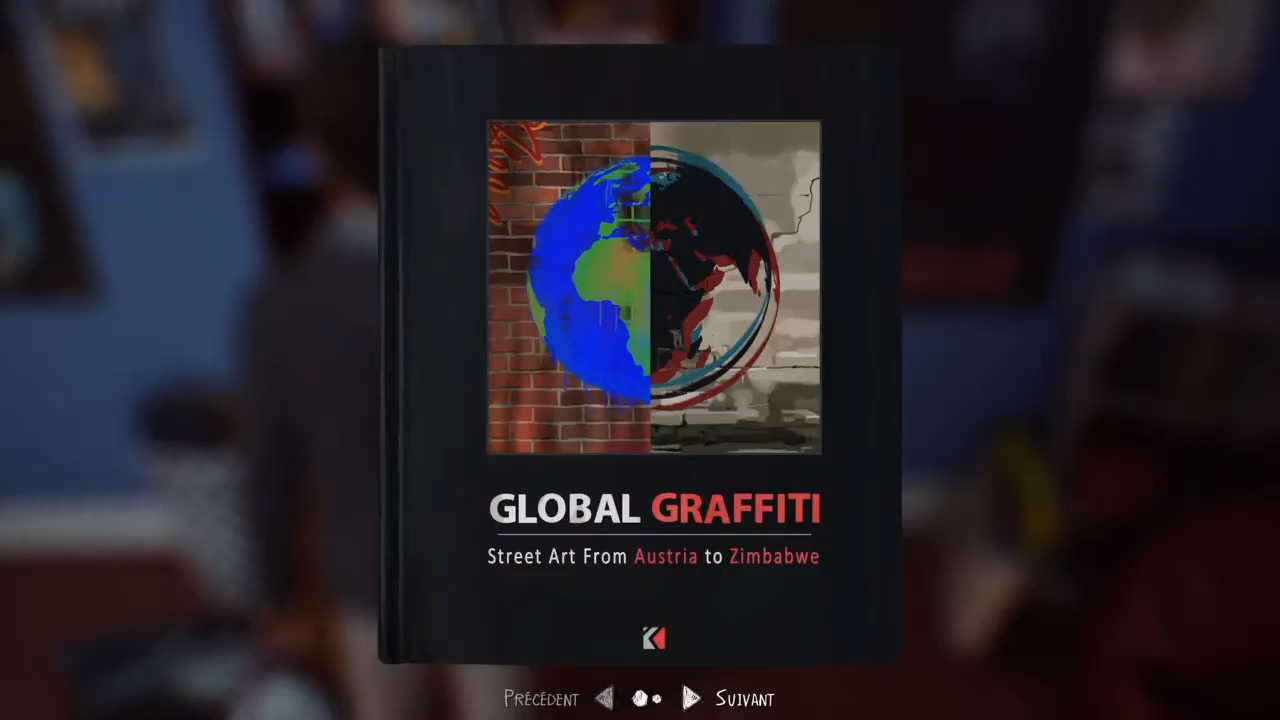 GLOBAL GRAFFITI
Street Art From Austria to Zimbabwe
PRÉCÉDENT SUIVANT